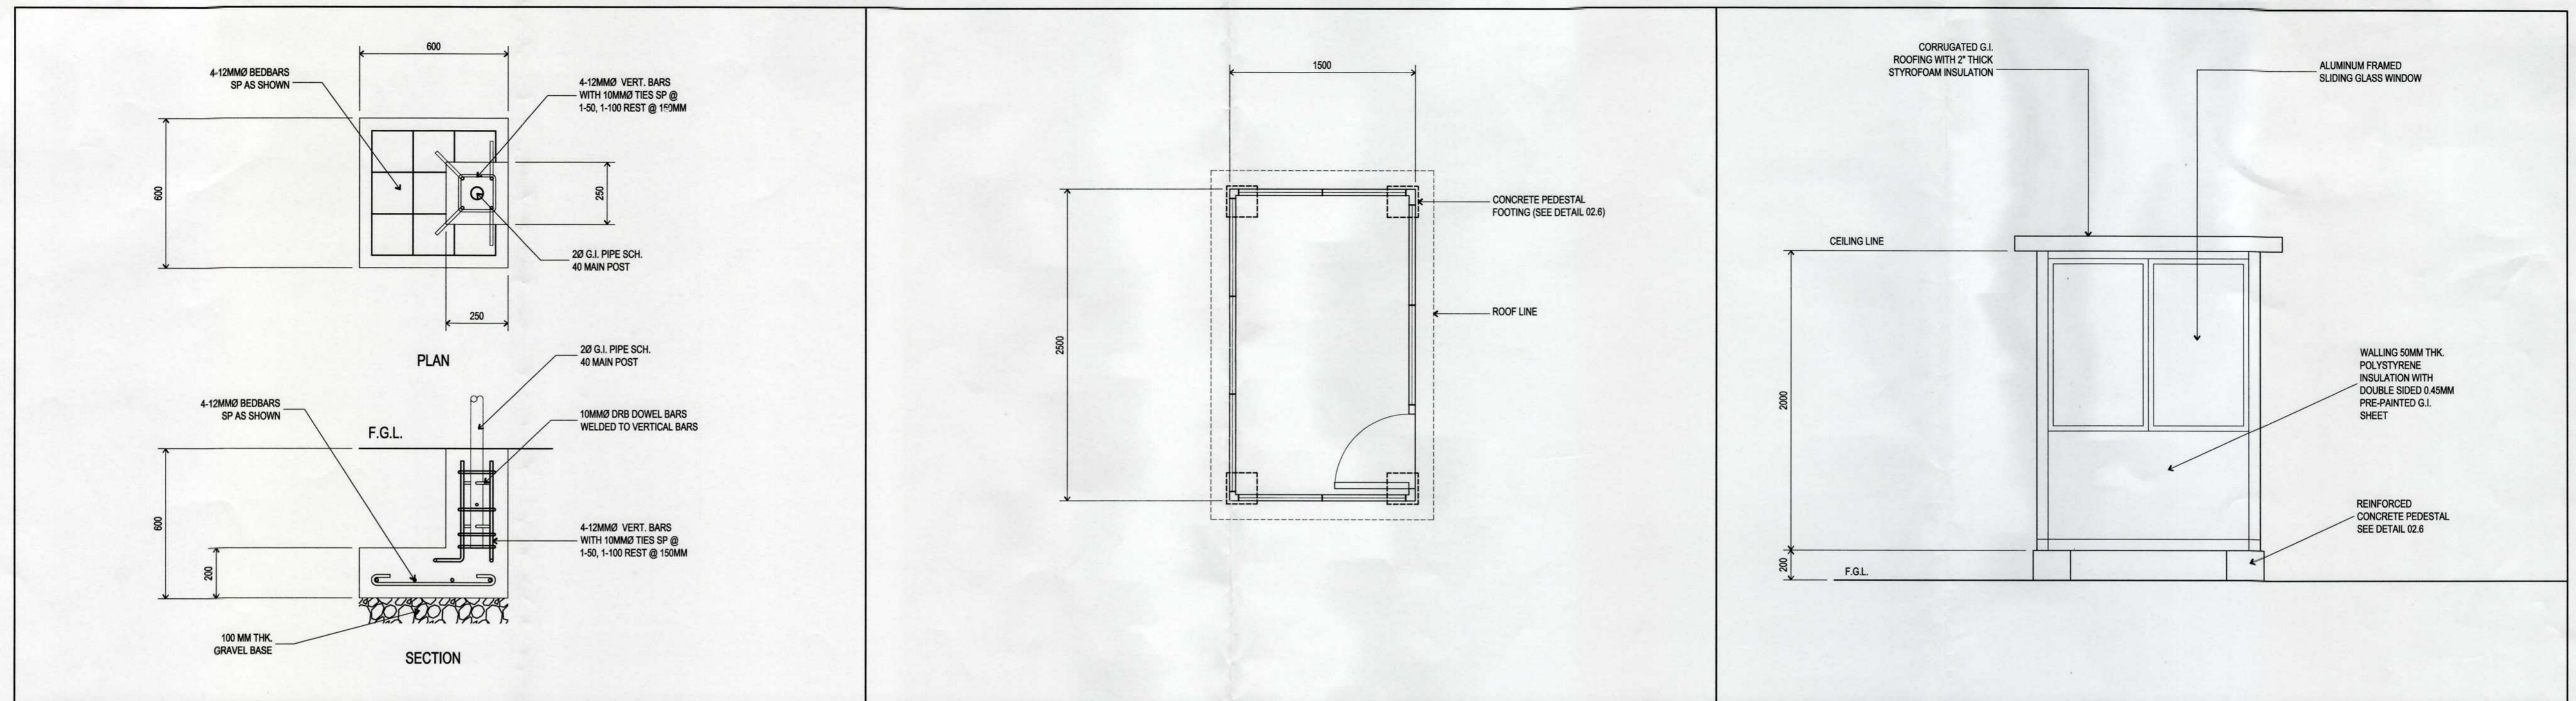 600
4-12MMØ BEDBARS
SP AS SHOWN
4-12MMØ VERT. BARS
WITH 10MMØ TIES SP @
1-50, 1-100 REST @ 150MM
600
250
2Ø G.I. PIPE SCH.
40 MAIN POST
250
PLAN
2Ø G.I. PIPE SCH.
40 MAIN POST
4-12MMØ BEDBARS
SP AS SHOWN
10MMØ DRB DOWEL BARS
WELDED TO VERTICAL BARS
F.G.L.
600
4-12MMØ VERT. BARS
WITH 10MMØ TIES SP @
1-50, 1-100 REST @ 150MM
200
100 MM THK.
GRAVEL BASE
SECTION
1500
CONCRETE PEDESTAL
FOOTING (SEE DETAIL 02.6)
ROOF LINE
2500
CORRUGATED G.I.
ROOFING WITH 2" THICK
STYROFOAM INSULATION
ALUMINUM FRAMED
SLIDING GLASS WINDOW
CEILING LINE
2000
WALLING 50MM THK.
POLYSTYRENE
INSULATION WITH
DOUBLE SIDED 0.45MM
PRE-PAINTED G.I.
SHEET
REINFORCED
CONCRETE PEDESTAL
SEE DETAIL 02.6
200
F.G.L.